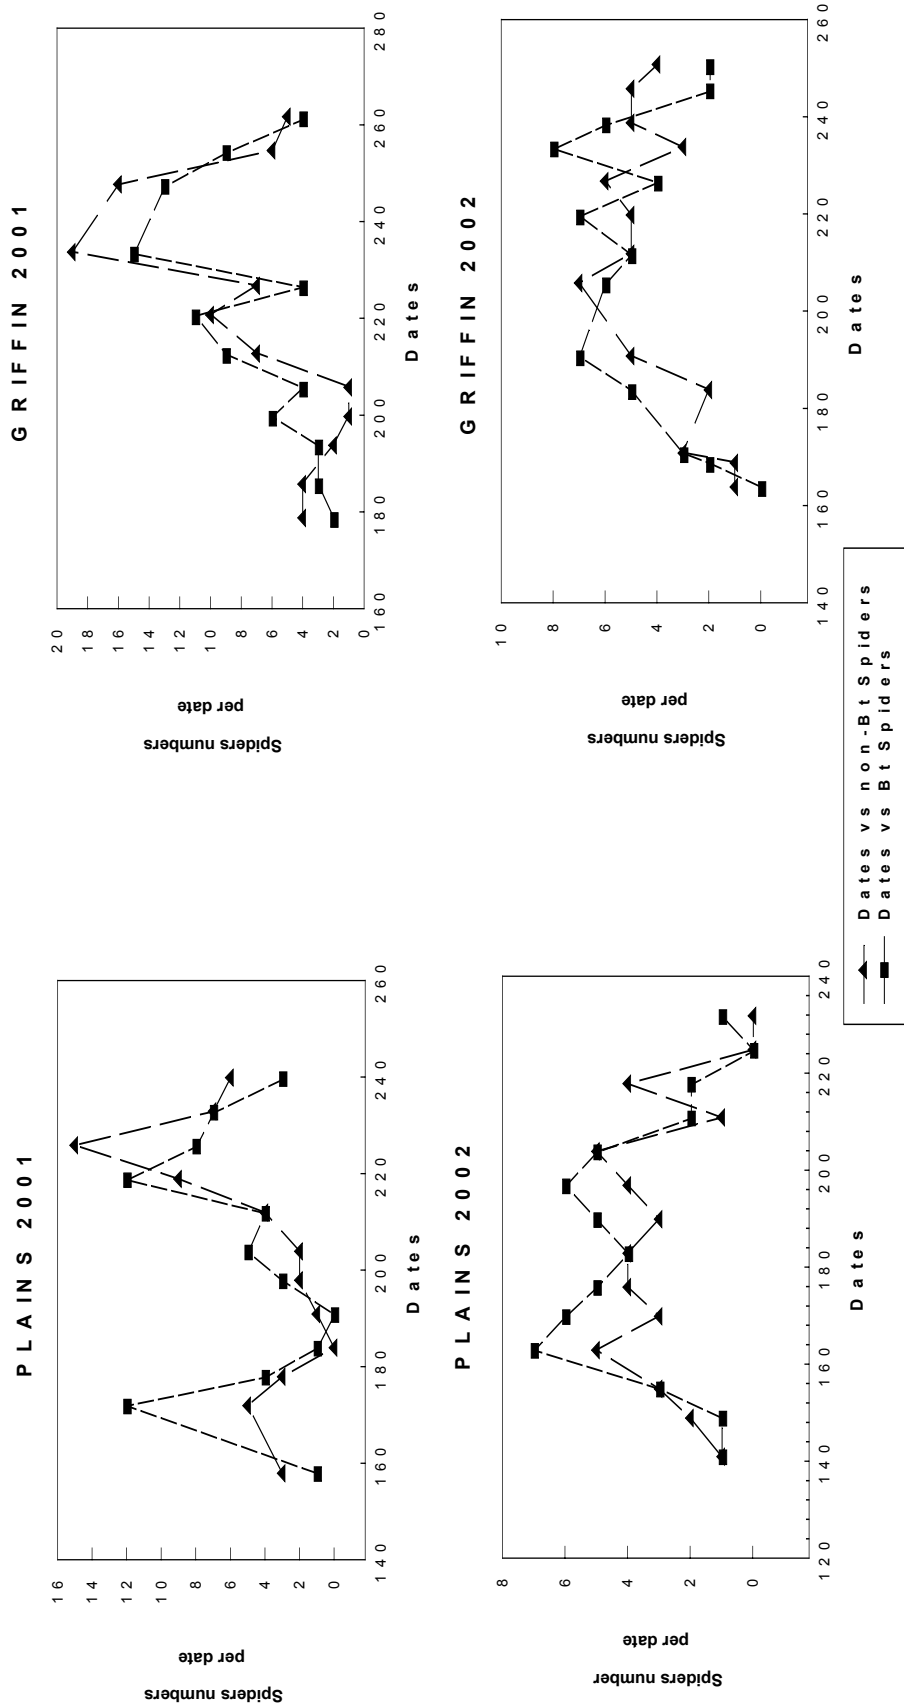 PLAINS 2001
Spiders numbers
per date
16
14
12
10
8
6
4
2
0
140 160 180 200 220 240 260
Dates
GRIFFIN 2001
Spiders numbers
per date
20
18
16
14
12
10
8
6
4
2
0
160 180 200 220 240 260 280
Dates
PLAINS 2002
Spiders number
per date
8
6
4
2
0
120 140 160 180 200 220 240
Dates
GRIFFIN 2002
Spiders numbers
per date
10
8
6
4
2
0
140 160 180 200 220 240 260
Dates
Dates vs non-Bt Spiders
Dates vs Bt Spiders